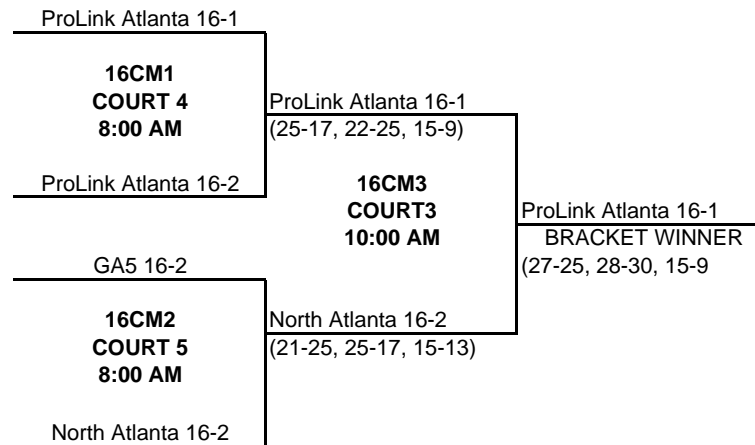 ProLink Atlanta 16-1
16CM1
COURT 4
8:00 AM
ProLink Atlanta 16-1
(25-17, 22-25, 15-9)
ProLink Atlanta 16-2
16CM3
COURT3
10:00 AM
ProLink Atlanta 16-1
BRACKET WINNER
(27-25, 28-30, 15-9
GA5 16-2
16CM2
COURT 5
8:00 AM
North Atlanta 16-2
(21-25, 25-17, 15-13)
North Atlanta 16-2